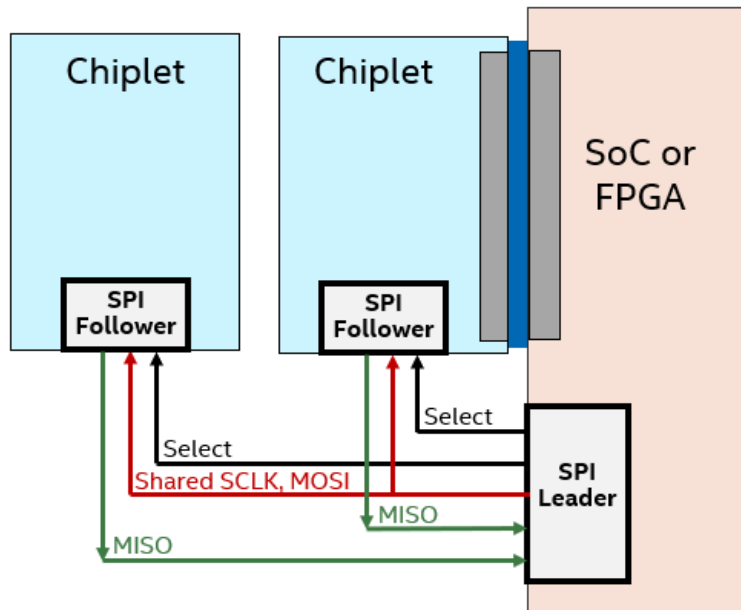 Chiplet
Chiplet
SoC or
FPGA
SPI
Follower
SPI
Follower
Select
Select
Shared SCLK, MOSI
SPI
Leader
MISO
MISO